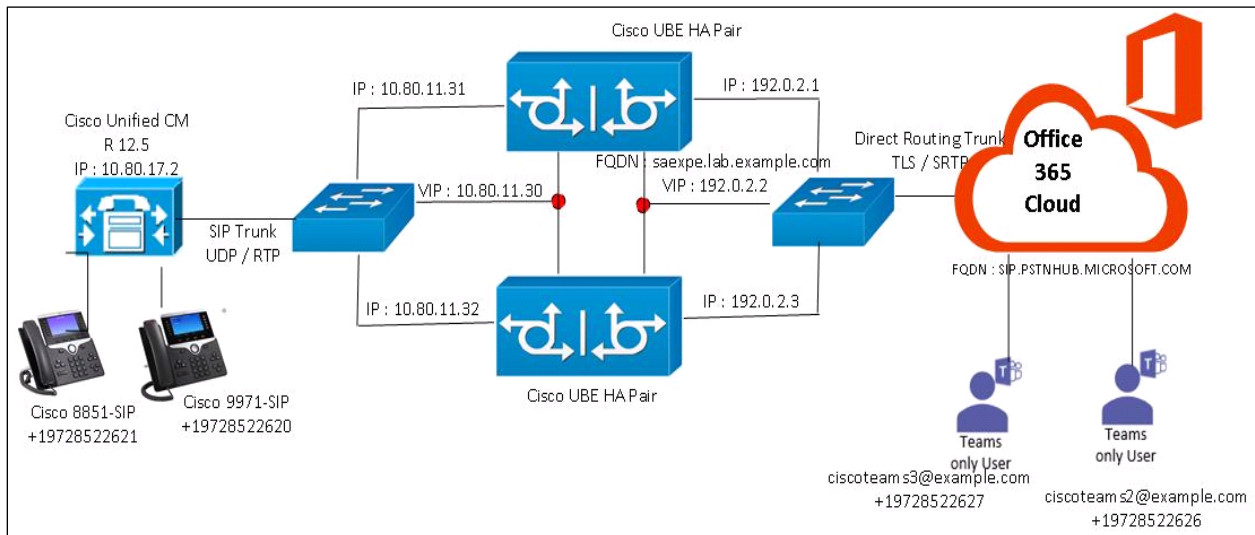 Cisco UBE HA Pair
IP : 10.80.11.31
IP : 192.0.2.1
Cisco Unified CM
R 12.5
IP : 10.80.17.2
Direct Routing Trunk
TLS / SRTP
Office
365
Cloud
FQDN : saexpe.lab.example.com
VIP : 10.80.11.30
VIP : 192.0.2.2
SIP Trunk
UDP / RTP
FQDN : SIP.PSTNHUB.MICROSOFT.COM
IP : 10.80.11.32
IP : 192.0.2.3
Cisco UBE HA Pair
Cisco 8851-SIP
+19728522621
Cisco 9971-SIP
+19728522620
T
Teams
only User
ciscoteams3@example.com
+19728522627
T
Teams
only User
ciscoteams2@example.com
+19728522626